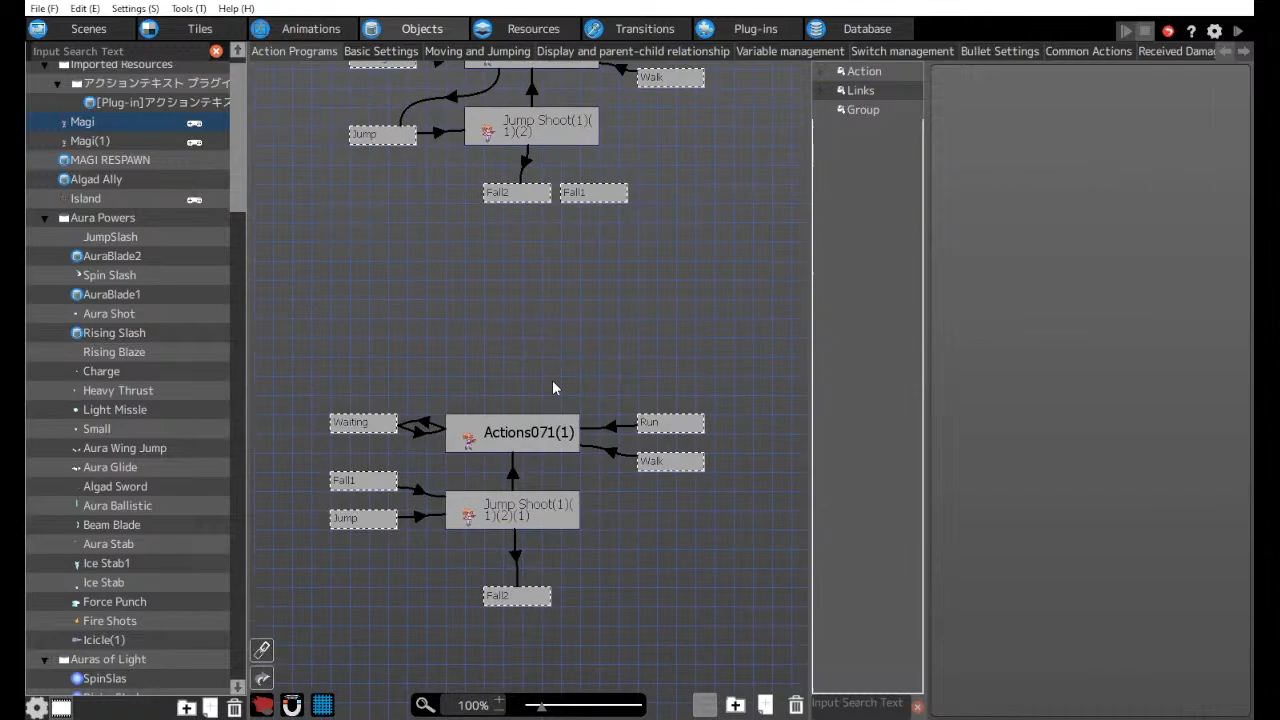 File (F) Edit (E) Settings (S) Tools (T) Help (H)
Scenes Tiles Animations Objects Resources Transitions Plug-ins Database
Input Search Text Action Programs Basic Settings Moving and Jumping Display and parent-child relationship Variable management Switch management Bullet Settings Common Actions Received Dama
Imported Resources
アクションテキスト プラグイ
[Plug-in]アクションテキス
Magi
Magi(1)
MAGI RESPAWN
Algad Ally
Island
Aura Powers
JumpSlash
AuraBlade2
Spin Slash
AuraBlade1
Aura Shot
Rising Slash
Rising Blaze
Charge
Heavy Thrust
Light Missle
Small
Aura Wing Jump
Aura Glide
Algad Sword
Aura Ballistic
Beam Blade
Aura Stab
Ice Stab1
Ice Stab
Force Punch
Fire Shots
Icicle(1)
Auras of Light
SpinSlas
Walk
Jump
Jump Shoot(1)(
1)(2)
Fall2 Fall1
Waiting
Actions071(1)
Run
Walk
Fall1
Jump
Jump Shoot(1)(
1)(2)(1)
Fall2
100%
Action
Links
Group
Input Search Text